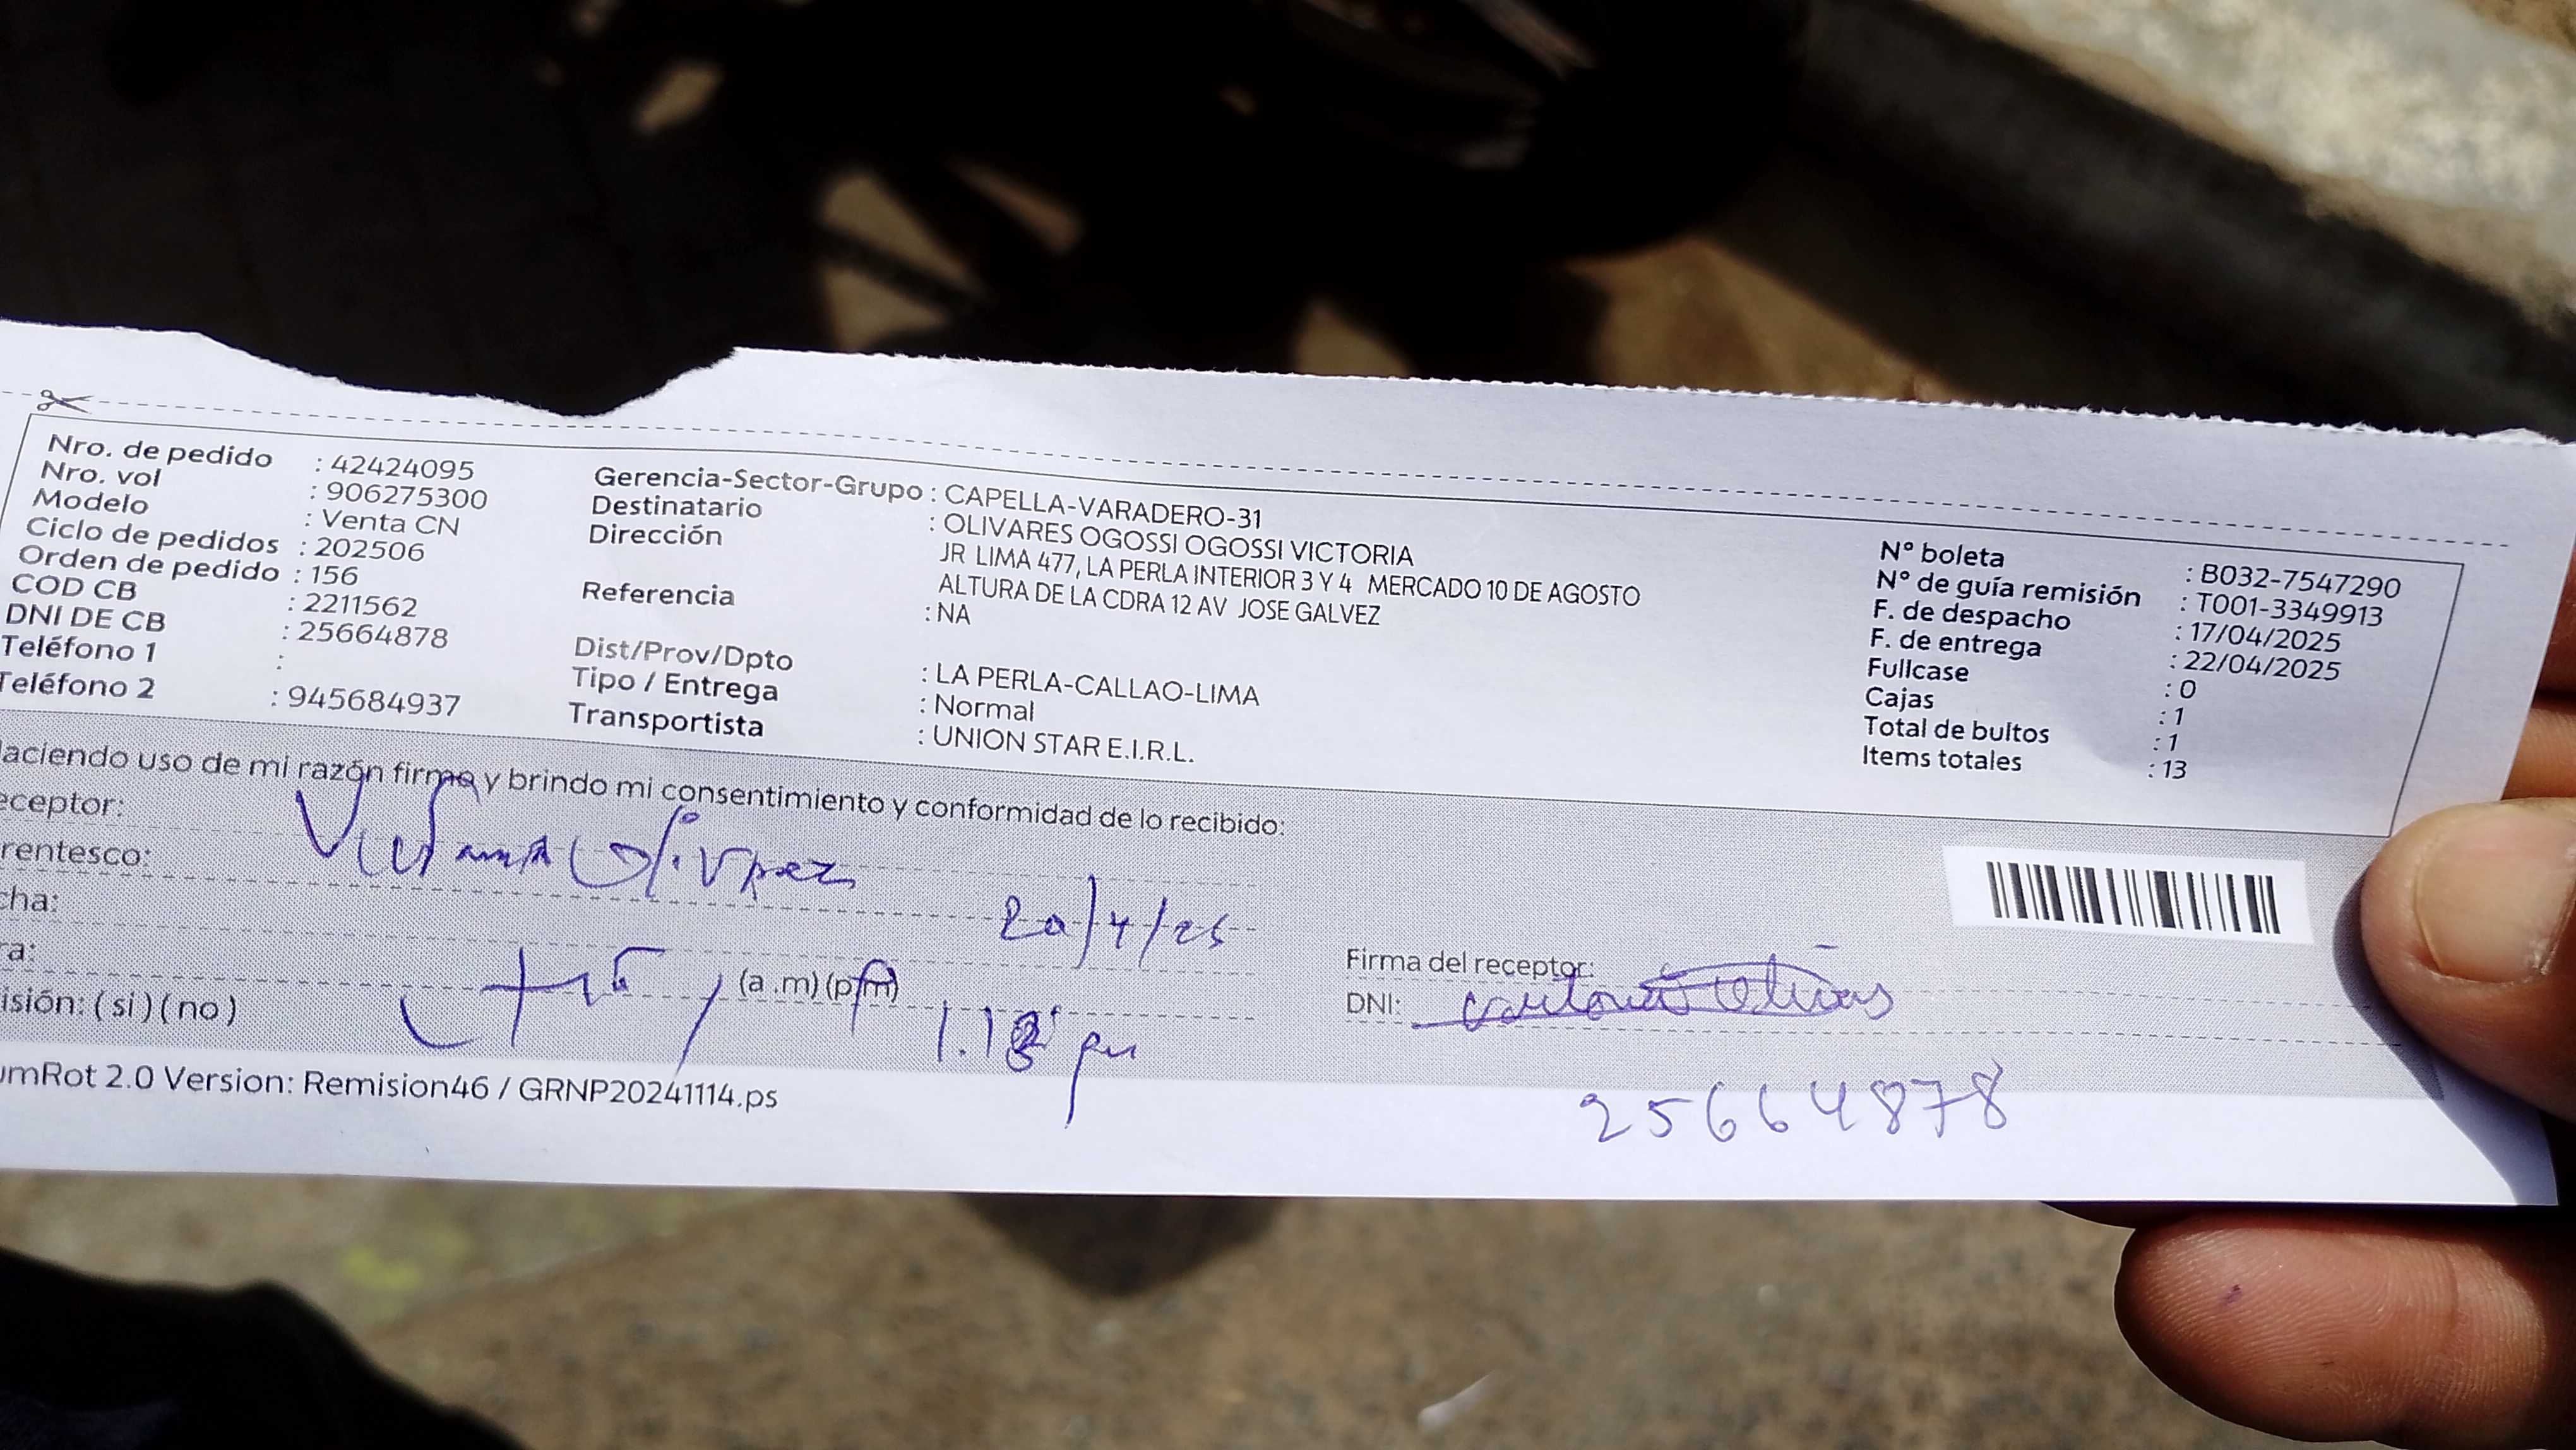 Nro. de pedido : 42424095
Nro. vol : 906275300
Modelo : Venta CN
Ciclo de pedidos : 202506
Orden de pedido : 156
COD CB : 2211562
DNI DE CB : 25664878
Teléfono 1 :
Teléfono 2 : 945684937
Gerencia-Sector-Grupo : CAPELLA-VARADERO-31
Destinatario : OLIVARES OGOSSI OGOSSI VICTORIA
Dirección JR LIMA 477, LA PERLA INTERIOR 3 Y 4 MERCADO 10 DE AGOSTO
ALTURA DE LA CDRA 12 AV JOSE GALVEZ
Referencia : NA
Dist/Prov/Dpto : LA PERLA-CALLAO-LIMA
Tipo / Entrega : Normal
Transportista : UNION STAR E.I.R.L.
N° boleta : B032-7547290
N° de guía remisión : T001-3349913
F. de despacho : 17/04/2025
F. de entrega : 22/04/2025
Fullcase : 0
Cajas : 1
Total de bultos : 1
Items totales : 13
aciendo uso de mi razón firmo y brindo mi consentimiento y conformidad de lo recibido:
eceptor:
rentesco:
cha: 20/4/25
ra: (a.m) (p.m)
isión: ( si ) ( no )
Firma del receptor:
DNI:
25664878
umRot 2.0 Version: Remision46 / GRNP20241114.ps